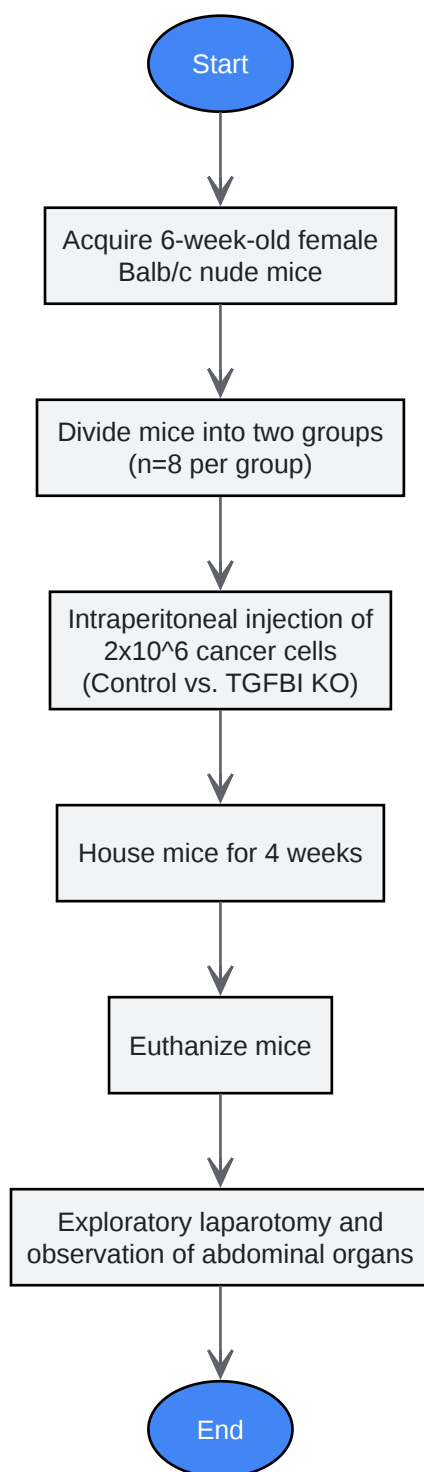 Start
Acquire 6-week-old female
Balb/c nude mice
Divide mice into two groups
(n=8 per group)
Intraperitoneal injection of
2x10^6 cancer cells
(Control vs. TGFBI KO)
House mice for 4 weeks
Euthanize mice
Exploratory laparotomy and
observation of abdominal organs
End